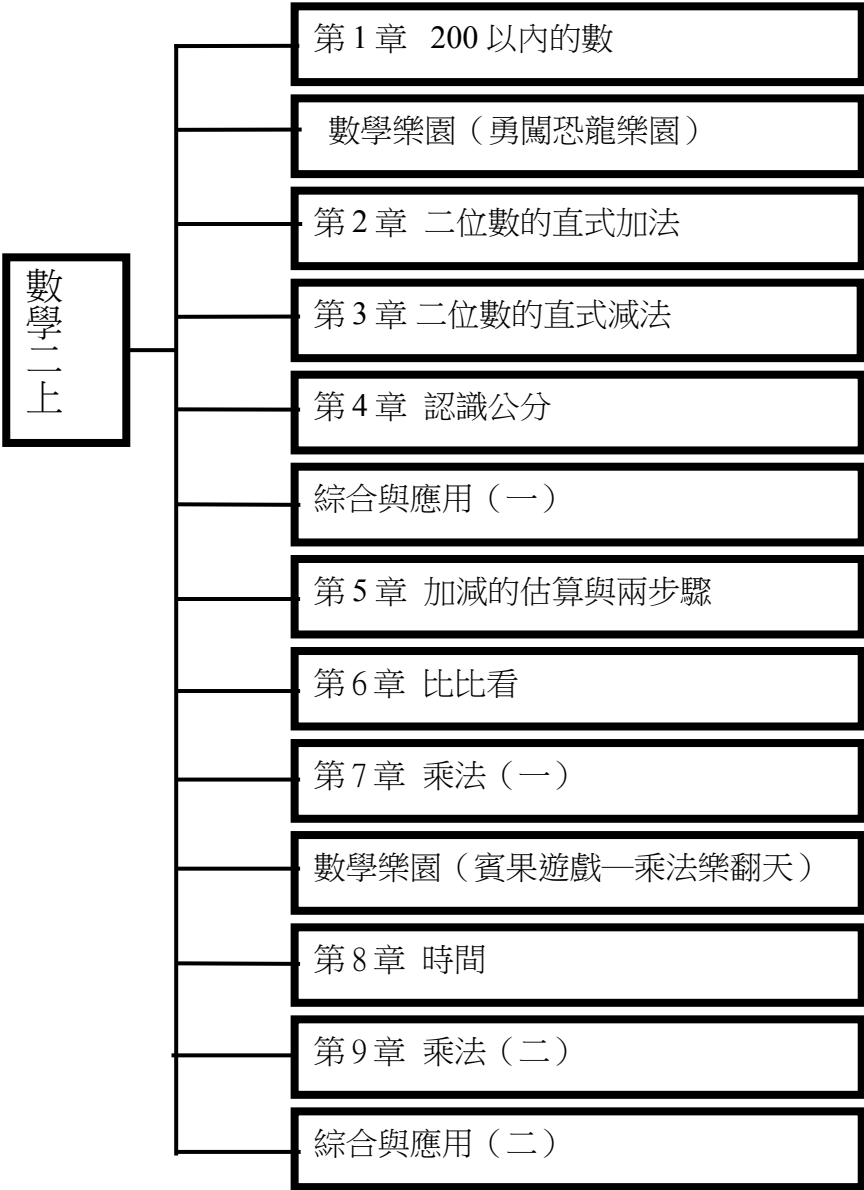 數學二上
第1章 200以內的數
數學樂園（勇闖恐龍樂園）
第2章 二位數的直式加法
第3章 二位數的直式減法
第4章 認識公分
綜合與應用（一）
第5章 加減的估算與兩步驟
第6章 比比看
第7章 乘法（一）
數學樂園（賓果遊戲—乘法樂翻天）
第8章 時間
第9章 乘法（二）
綜合與應用（二）